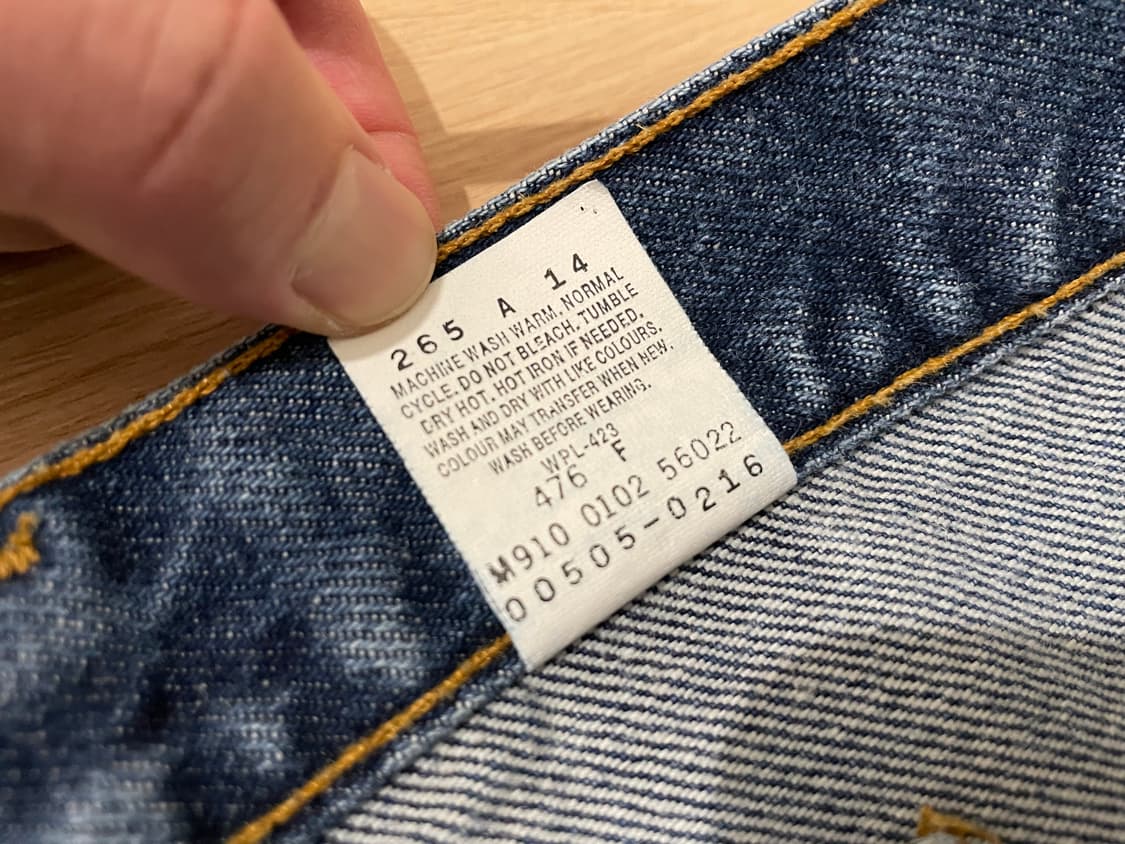 265 A 14
MACHINE WASH WARM. NORMAL
CYCLE. DO NOT BLEACH. TUMBLE
DRY HOT. HOT IRON IF NEEDED.
WASH AND DRY WITH LIKE COLOURS.
COLOUR MAY TRANSFER WHEN NEW.
WASH BEFORE WEARING.
WPL-423
476 F
M910 0102 56022
00505-0216